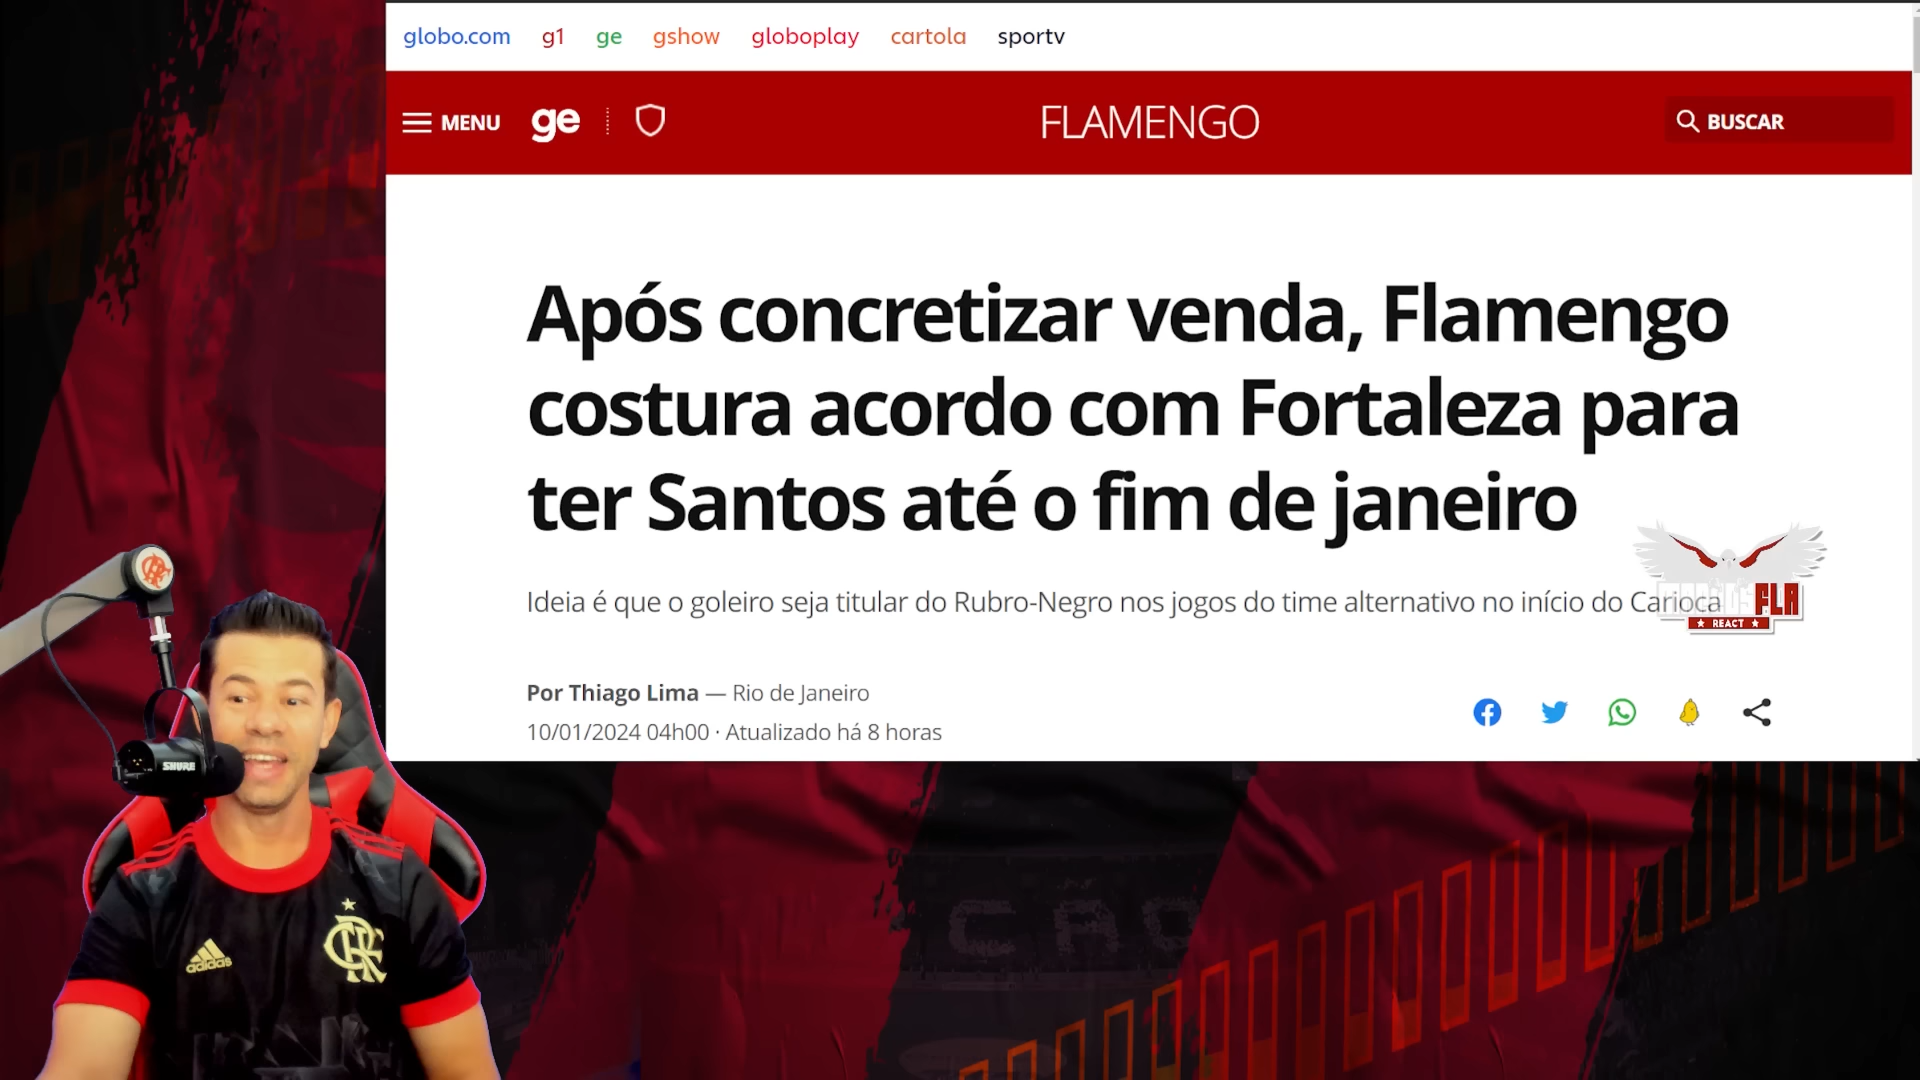 globo.com g1 ge gshow globoplay cartola sportv
MENU ge FLAMENGO BUSCAR
Após concretizar venda, Flamengo
costura acordo com Fortaleza para
ter Santos até o fim de janeiro
Ideia é que o goleiro seja titular do Rubro-Negro nos jogos do time alternativo no início do Carioca
FLA
REACT
Por Thiago Lima — Rio de Janeiro
10/01/2024 04h00 · Atualizado há 8 horas
SHURE
adidas
CRF